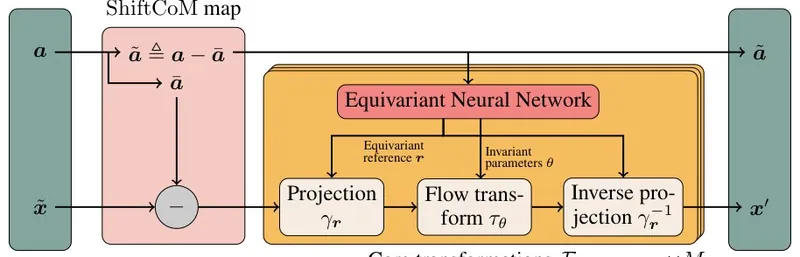 ShiftCoM map
a
ã ≜ a − ā
ã
ā
Equivariant Neural Network
Equivariant
reference r
Invariant
parameters θ
x̃
−
Projection
γᵣ
Flow trans-
form τθ
Inverse pro-
jection γᵣ⁻¹
x′